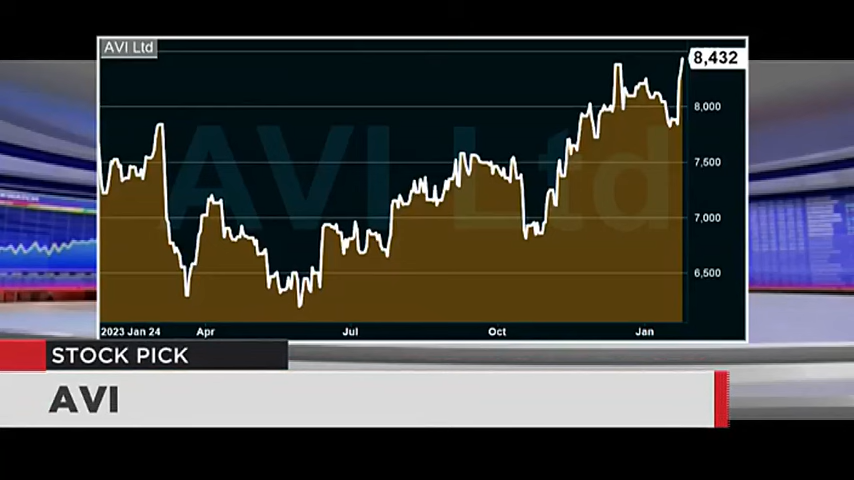 AVI Ltd
8,432
8,000
7,500
AVI Ltd
7,000
6,500
2023 Jan 24 Apr Jul Oct Jan
STOCK PICK
AVI